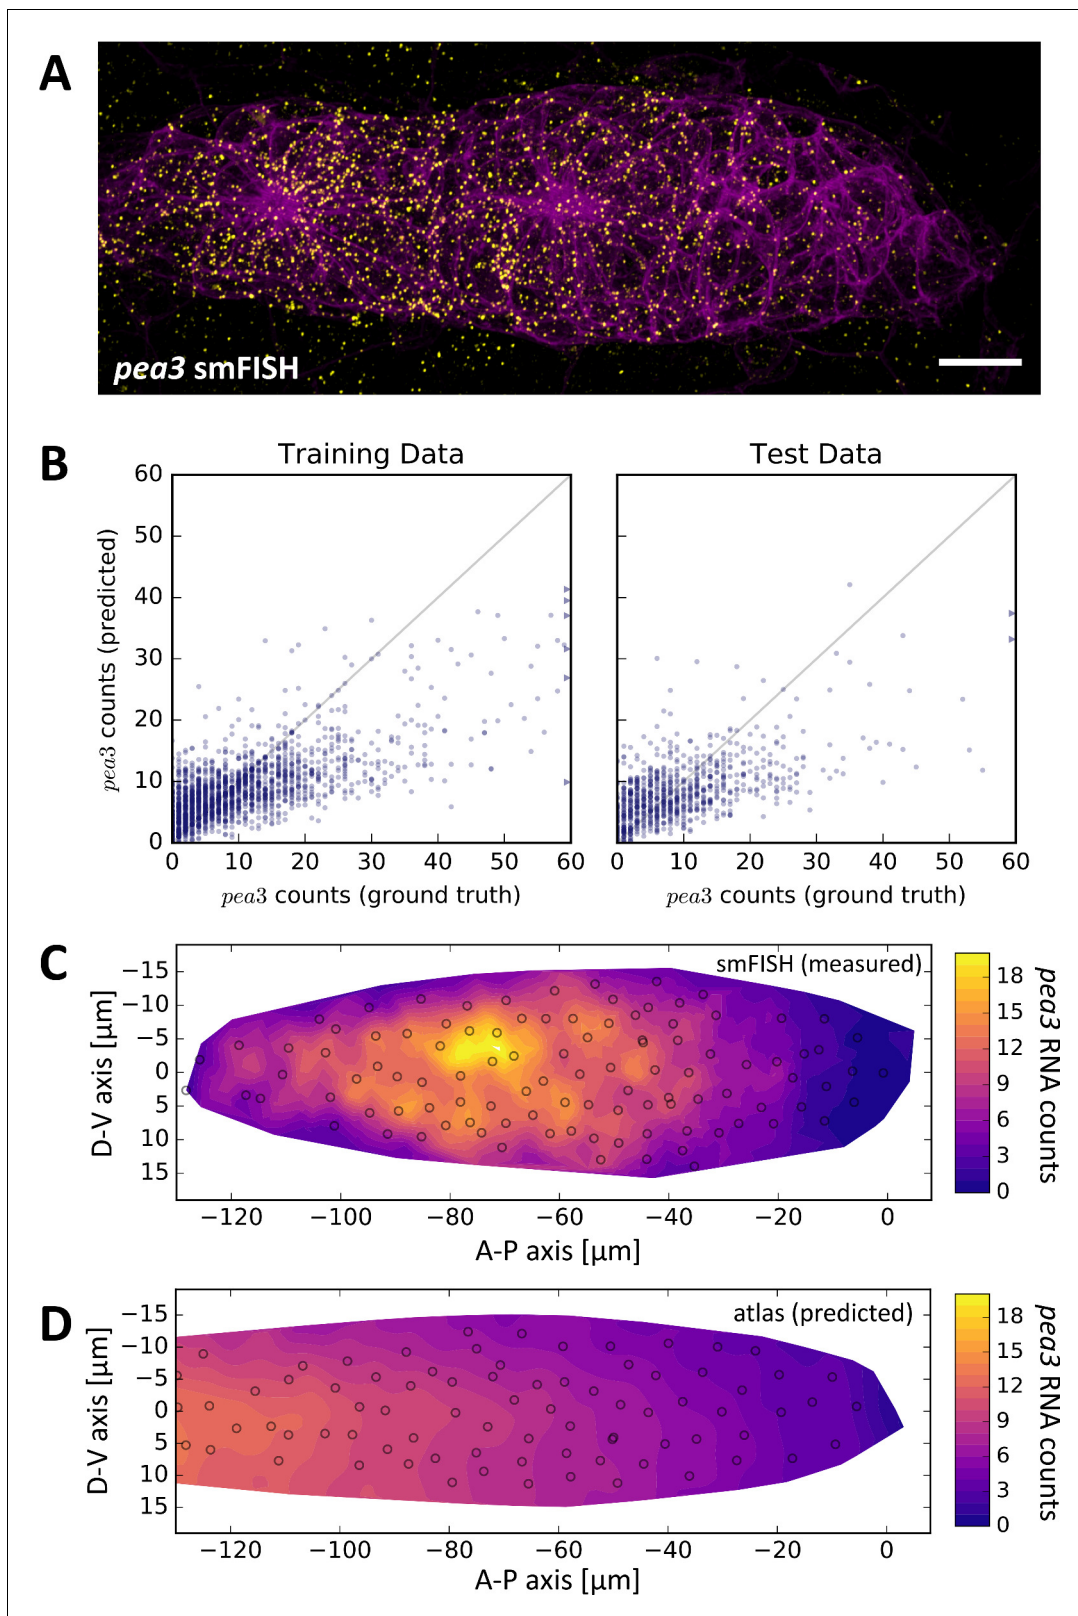 A
pea3 smFISH
B
Training Data
Test Data
60
50
40
30
20
10
0
pea3 counts (predicted)
0 10 20 30 40 50 60
0 10 20 30 40 50 60
pea3 counts (ground truth)
pea3 counts (ground truth)
C
smFISH (measured)
−15
−10
−5
0
5
10
15
D-V axis [µm]
−120 −100 −80 −60 −40 −20 0
A-P axis [µm]
18
15
12
9
6
3
0
pea3 RNA counts
D
atlas (predicted)
−15
−10
−5
0
5
10
15
D-V axis [µm]
−120 −100 −80 −60 −40 −20 0
A-P axis [µm]
18
15
12
9
6
3
0
pea3 RNA counts